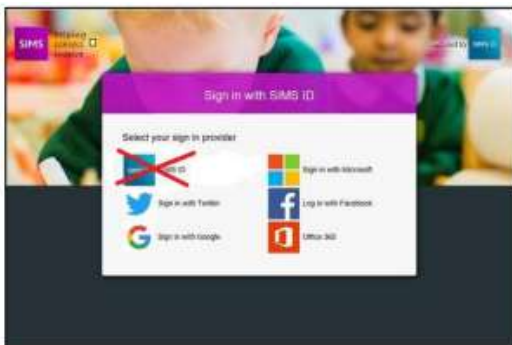 SIMS
Sign in with SIMS ID
Select your sign in provider
ID
Sign in with Microsoft
Sign in with Twitter
Log in with Facebook
Sign in with Google
Office 365